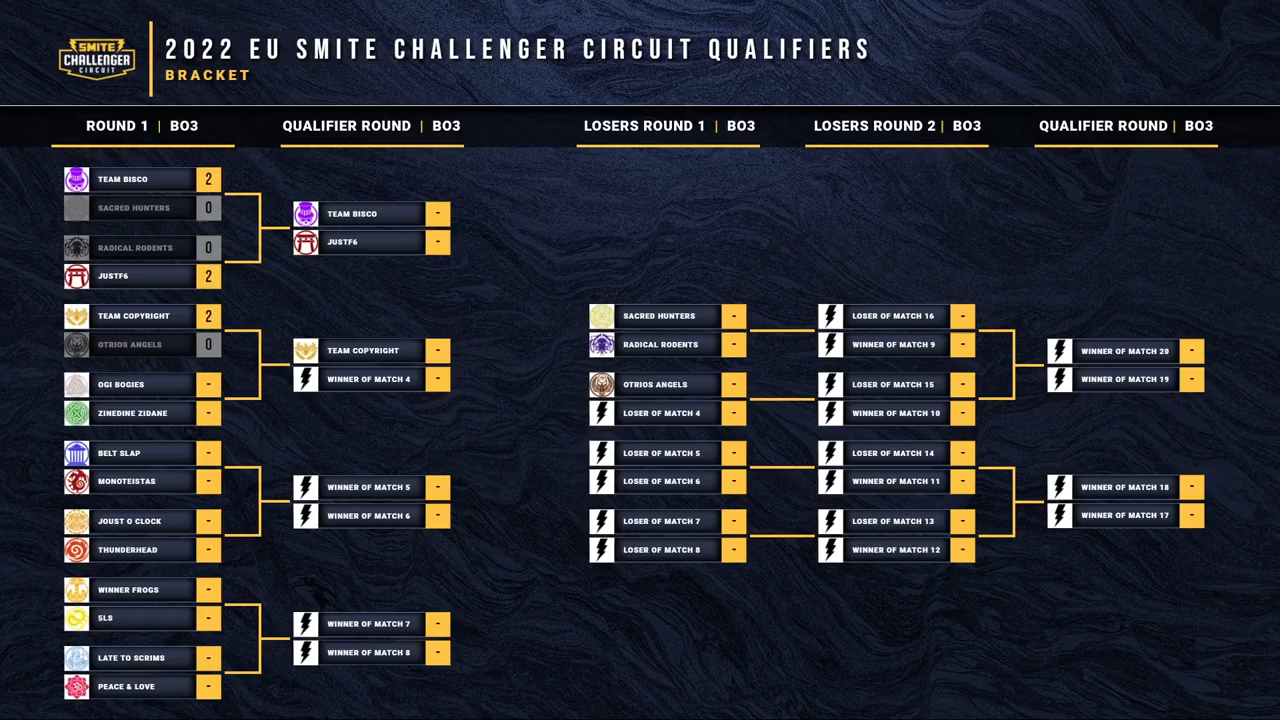 SMITE
CHALLENGER
CIRCUIT
2022 EU SMITE CHALLENGER CIRCUIT QUALIFIERS
BRACKET
ROUND 1 | BO3
QUALIFIER ROUND | BO3
LOSERS ROUND 1 | BO3
LOSERS ROUND 2 | BO3
QUALIFIER ROUND | BO3
TEAM BISCO 2
SACRED HUNTERS 0
RADICAL RODENTS 0
JUSTF6 2
TEAM COPYRIGHT 2
OTRIOS ANGELS 0
OGI BOGIES -
ZINEDINE ZIDANE -
BELT SLAP -
MONOTEISTAS -
JOUST O CLOCK -
THUNDERHEAD -
WINNER FROGS -
5LS -
LATE TO SCRIMS -
PEACE & LOVE -
TEAM BISCO -
JUSTF6 -
TEAM COPYRIGHT -
WINNER OF MATCH 4 -
WINNER OF MATCH 5 -
WINNER OF MATCH 6 -
WINNER OF MATCH 7 -
WINNER OF MATCH 8 -
SACRED HUNTERS -
RADICAL RODENTS -
OTRIOS ANGELS -
LOSER OF MATCH 4 -
LOSER OF MATCH 5 -
LOSER OF MATCH 6 -
LOSER OF MATCH 7 -
LOSER OF MATCH 8 -
LOSER OF MATCH 16 -
WINNER OF MATCH 9 -
LOSER OF MATCH 15 -
WINNER OF MATCH 10 -
LOSER OF MATCH 14 -
WINNER OF MATCH 11 -
LOSER OF MATCH 13 -
WINNER OF MATCH 12 -
WINNER OF MATCH 20 -
WINNER OF MATCH 19 -
WINNER OF MATCH 18 -
WINNER OF MATCH 17 -